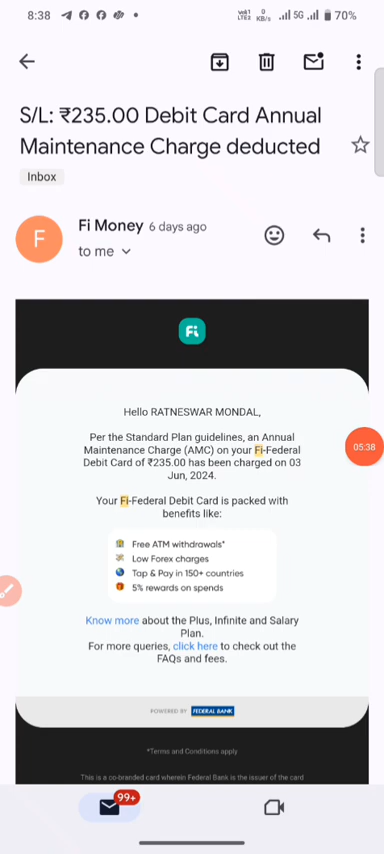 8:38
Vo1 LTE2 0 KB/s 5G 70%
S/L: ₹235.00 Debit Card Annual
Maintenance Charge deducted
Inbox
F
Fi Money 6 days ago
to me
Fi
Hello RATNESWAR MONDAL,
Per the Standard Plan guidelines, an Annual
Maintenance Charge (AMC) on your Fi-Federal
Debit Card of ₹235.00 has been charged on 03
Jun, 2024.
05:38
Your Fi-Federal Debit Card is packed with
benefits like:
Free ATM withdrawals*
Low Forex charges
Tap & Pay in 150+ countries
5% rewards on spends
Know more about the Plus, Infinite and Salary
Plan.
For more queries, click here to check out the
FAQs and fees.
POWERED BY FEDERAL BANK
*Terms and Conditions apply
This is a co-branded card wherein Federal Bank is the issuer of the card
99+